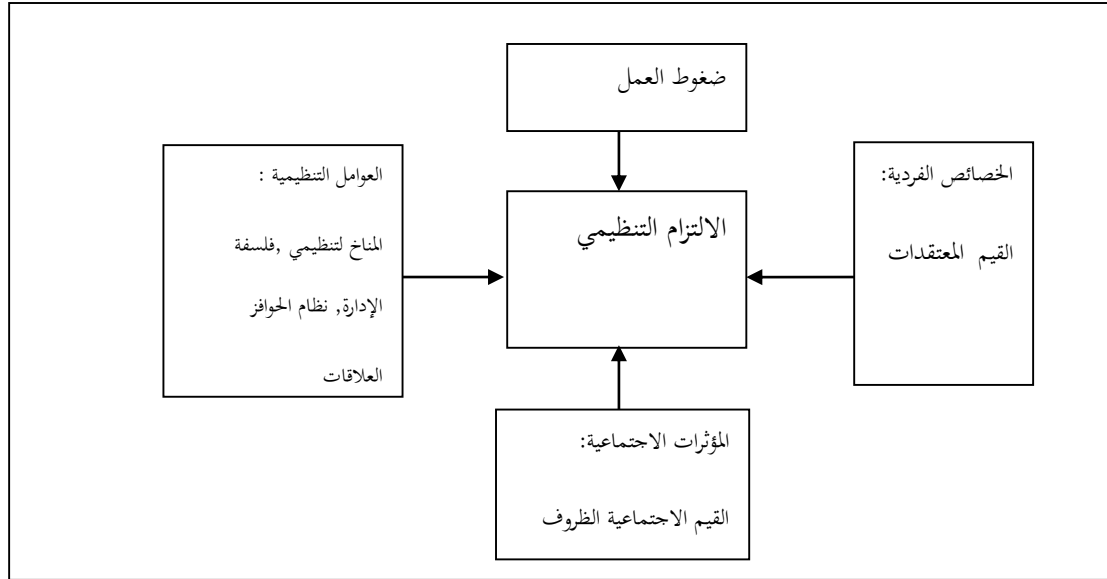 ضغوط العمل
الخصائص الفردية:
القيم المعتقدات
الالتزام التنظيمي
العوامل التنظيمية :
المناخ لتنظيمي ,فلسفة
الإدارة, نظام الحوافز
العلاقات
المؤثرات الاجتماعية:
القيم الاجتماعية الظروف